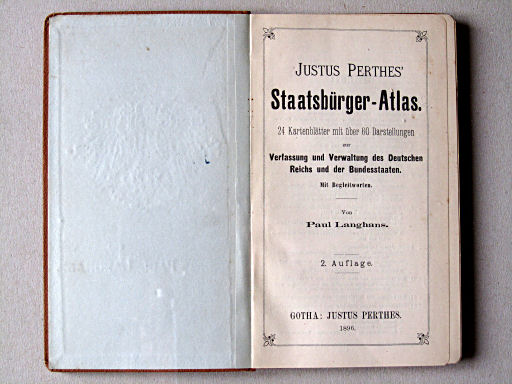 JUSTUS PERTHES'
Staatsbürger-Atlas.
24 Kartenblätter mit über 60 Darstellungen
zur
Verfassung und Verwaltung des Deutschen
Reichs und der Bundesstaaten.
Mit Begleitworten.
Von
Paul Langhans.
2. Auflage.
GOTHA: JUSTUS PERTHES.
1896.